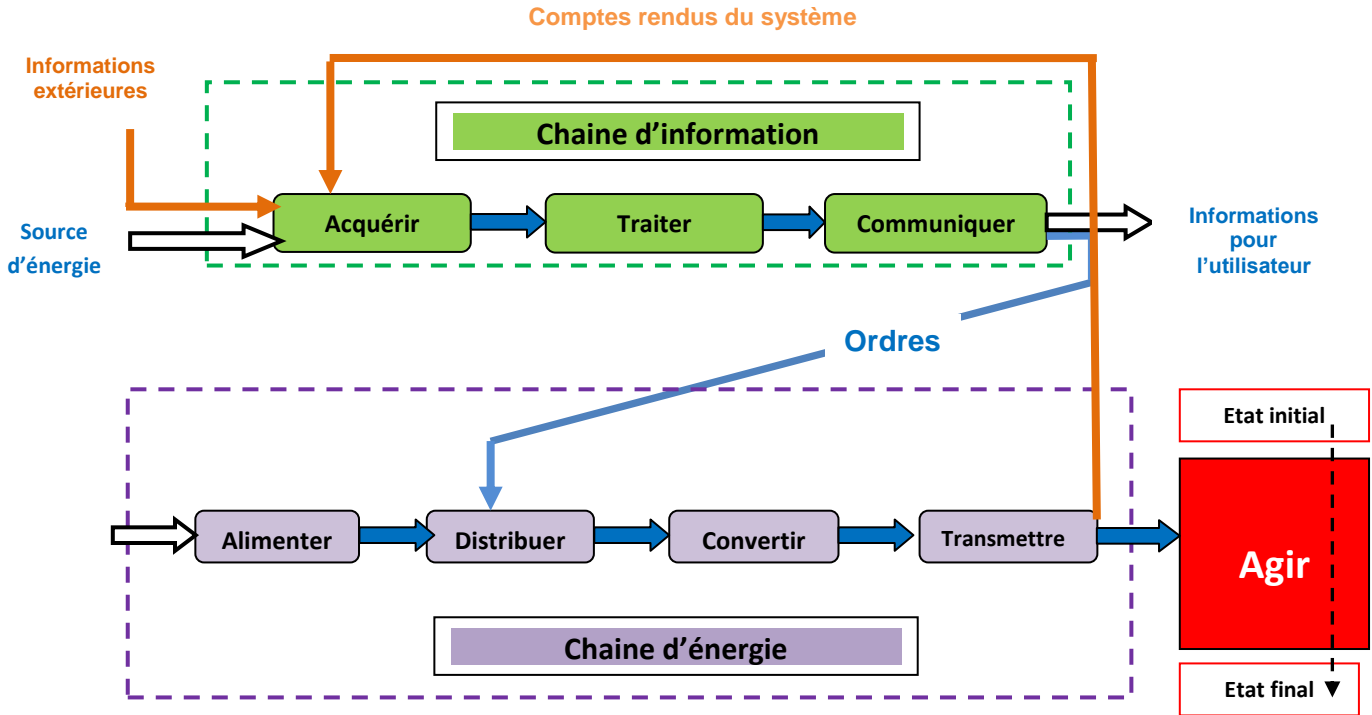 Comptes rendus du système
Informations
extérieures
Chaine d'information
Acquérir
Traiter
Communiquer
Source
d'énergie
Informations
pour
l'utilisateur
Ordres
Etat initial
Alimenter
Distribuer
Convertir
Transmettre
Agir
Chaine d'énergie
Etat final